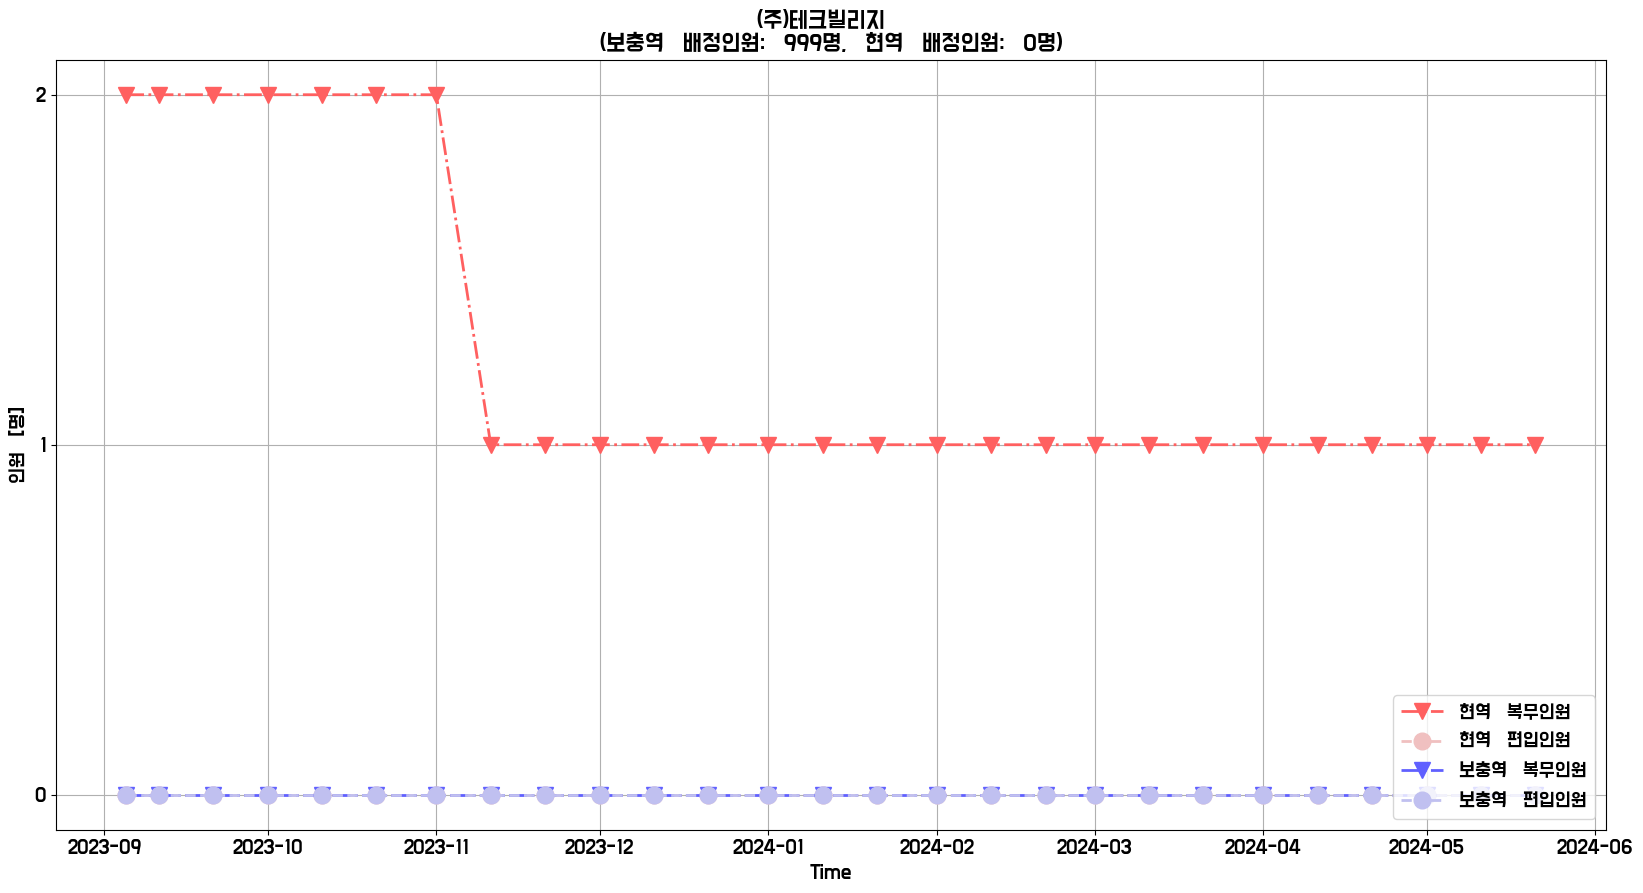 (주)테크빌리지
(보충역 배정인원: 999명, 현역 배정인원: 0명)
인원 [명]
2
1
0
현역 복무인원
현역 편입인원
보충역 복무인원
보충역 편입인원
2023-09 2023-10 2023-11 2023-12 2024-01 2024-02 2024-03 2024-04 2024-05 2024-06
Time